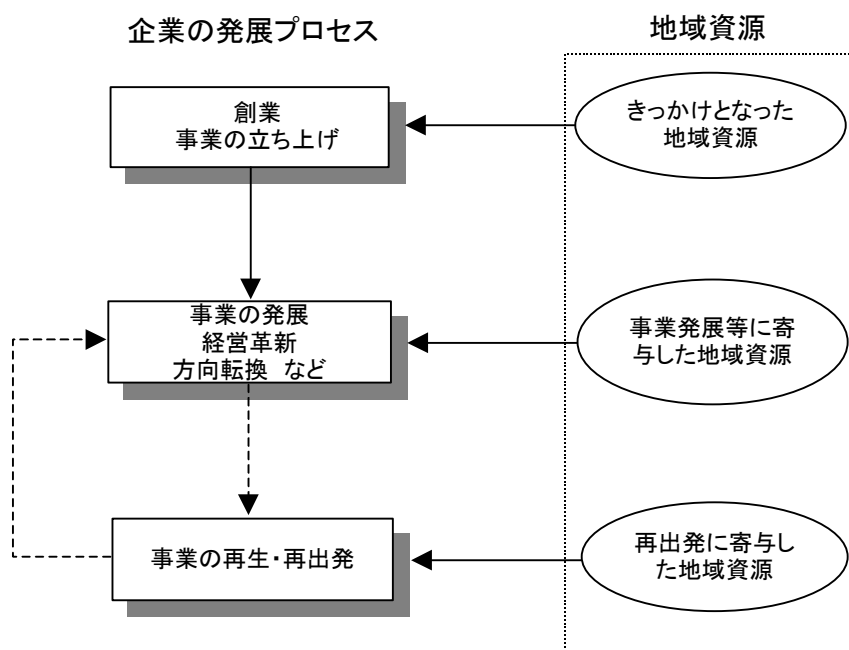 企業の発展プロセス
地域資源
創業
事業の立ち上げ
きっかけとなった
地域資源
事業の発展
経営革新
方向転換　など
事業発展等に寄
与した地域資源
事業の再生・再出発
再出発に寄与し
た地域資源